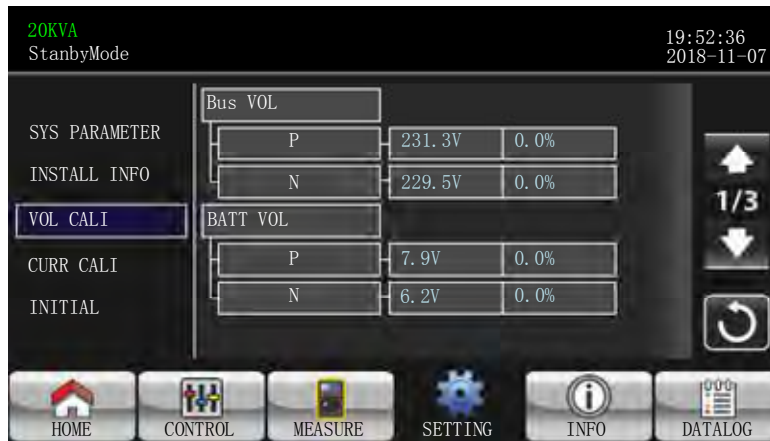 20KVA
StanbyMode
19:52:36
2018-11-07
SYS PARAMETER
INSTALL INFO
VOL CALI
CURR CALI
INITIAL
Bus VOL
P 231.3V 0.0%
N 229.5V 0.0%
BATT VOL
P 7.9V 0.0%
N 6.2V 0.0%
1/3
HOME CONTROL MEASURE SETTING INFO DATALOG